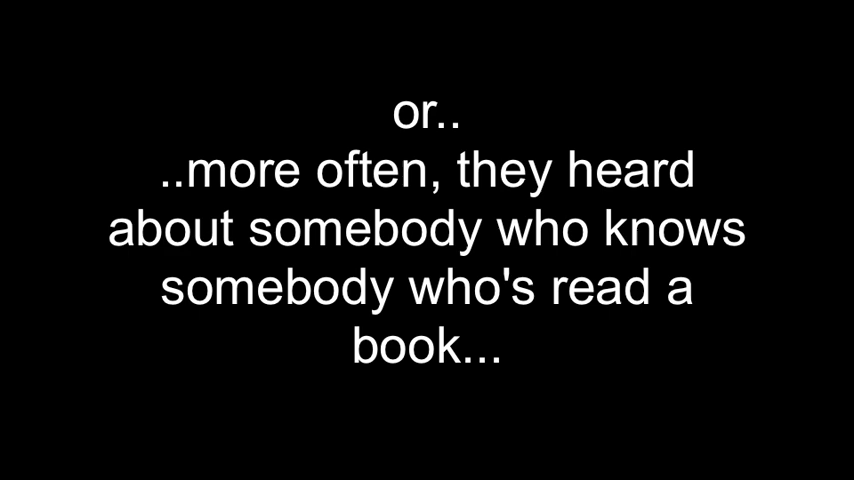 or..
..more often, they heard
about somebody who knows
somebody who's read a
book...